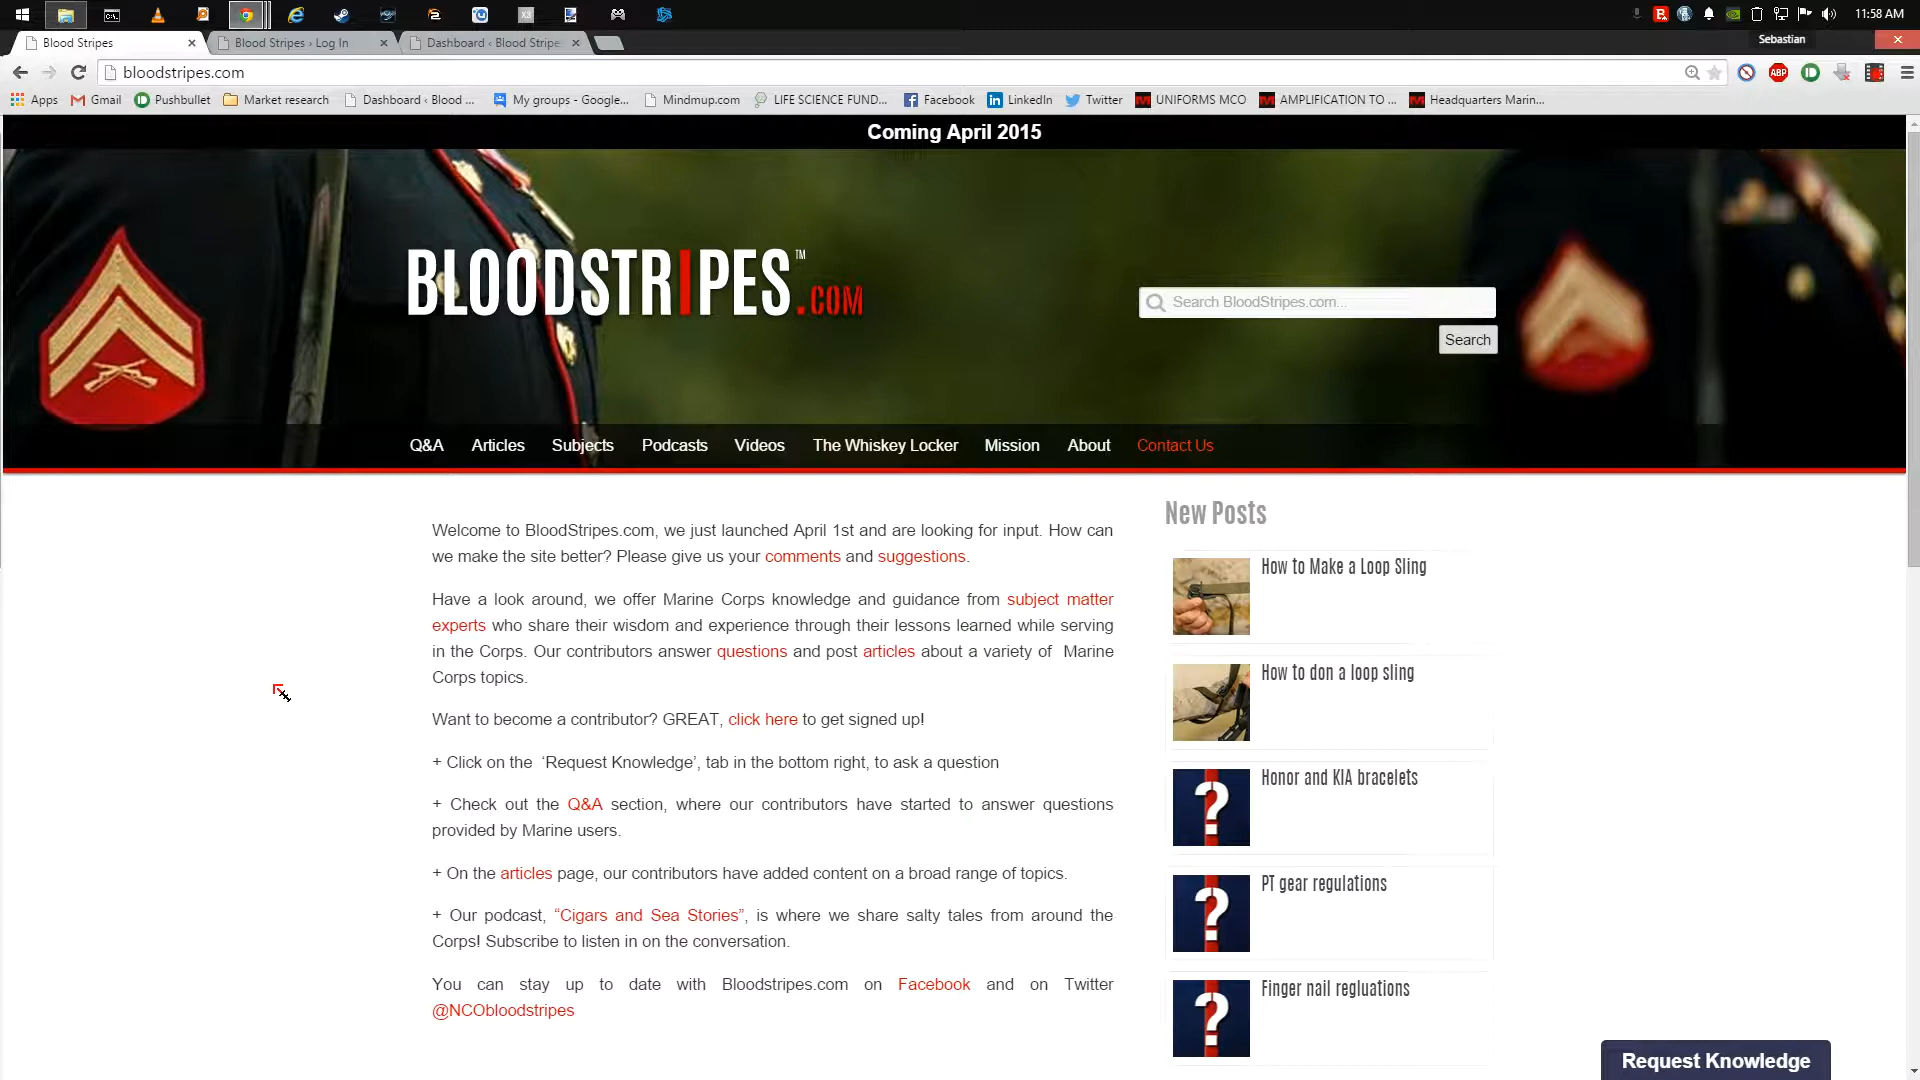 11:58 AM
Blood Stripes
Blood Stripes › Log In
Dashboard ‹ Blood Stripe
Sebastian
bloodstripes.com
Apps
Gmail
Pushbullet
Market research
Dashboard ‹ Blood ...
My groups - Google...
Mindmup.com
LIFE SCIENCE FUND...
Facebook
LinkedIn
Twitter
UNIFORMS MCO
AMPLIFICATION TO ...
Headquarters Marin...
Coming April 2015
BLOODSTRIPES.COM™
Search BloodStripes.com...
Search
Q&A Articles Subjects Podcasts Videos The Whiskey Locker Mission About Contact Us
Welcome to BloodStripes.com, we just launched April 1st and are looking for input. How can
we make the site better? Please give us your comments and suggestions.
Have a look around, we offer Marine Corps knowledge and guidance from subject matter
experts who share their wisdom and experience through their lessons learned while serving
in the Corps. Our contributors answer questions and post articles about a variety of Marine
Corps topics.
Want to become a contributor? GREAT, click here to get signed up!
+ Click on the ‘Request Knowledge’, tab in the bottom right, to ask a question
+ Check out the Q&A section, where our contributors have started to answer questions
provided by Marine users.
+ On the articles page, our contributors have added content on a broad range of topics.
+ Our podcast, “Cigars and Sea Stories”, is where we share salty tales from around the
Corps! Subscribe to listen in on the conversation.
You can stay up to date with Bloodstripes.com on Facebook and on Twitter
@NCObloodstripes
New Posts
How to Make a Loop Sling
How to don a loop sling
Honor and KIA bracelets
PT gear regulations
Finger nail regluations
Request Knowledge